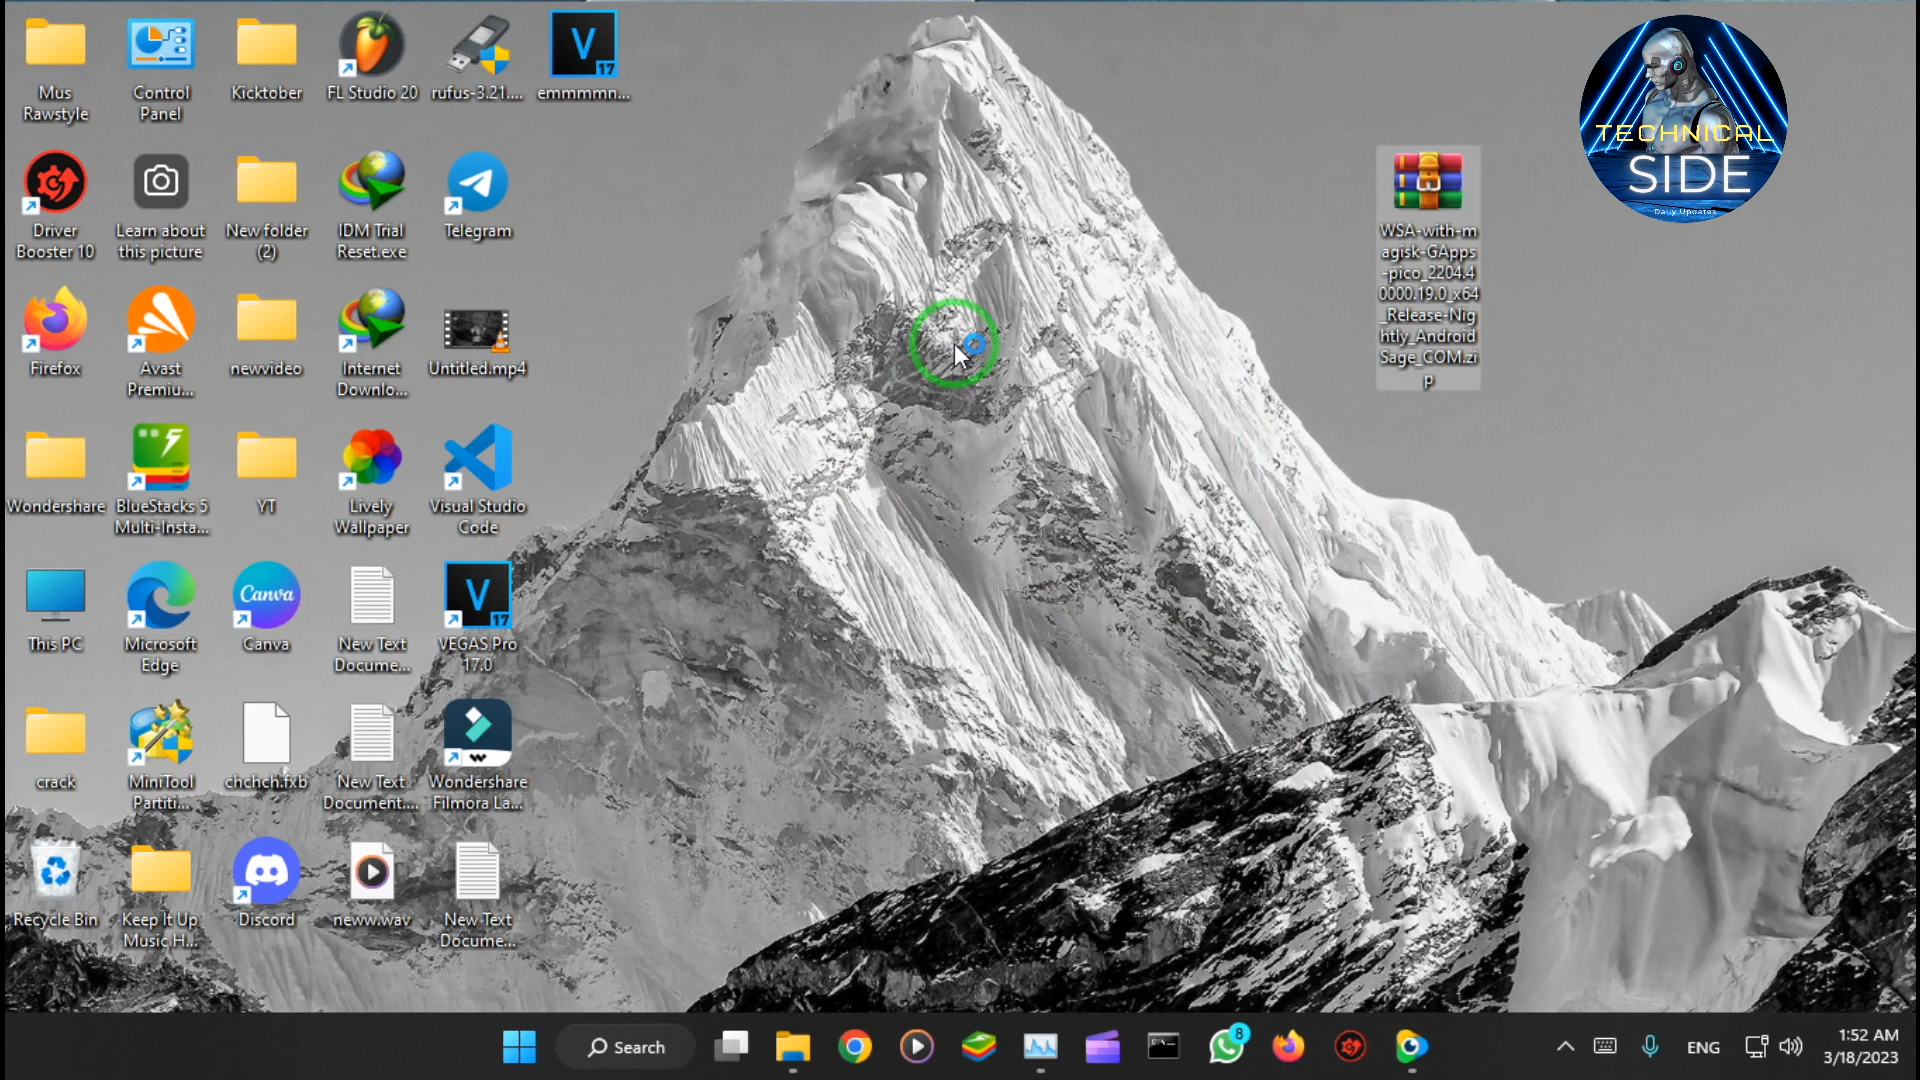 Mus
Rawstyle
Control
Panel
Kicktober
FL Studio 20
rufus-3.21....
V
17
emmmmn...
Driver
Booster 10
Learn about
this picture
New folder
(2)
IDM Trial
Reset.exe
Telegram
Firefox
Avast
Premiu...
newvideo
Internet
Downlo...
Untitled.mp4
Wondershare
BlueStacks 5
Multi-Insta...
YT
Lively
Wallpaper
Visual Studio
Code
This PC
Microsoft
Edge
Canva
Canva
New Text
Docume...
V
17
VEGAS Pro
17.0
crack
MiniTool
Partiti...
chchch.fxb
New Text
Document....
Wondershare
Filmora La...
Recycle Bin
Keep It Up
Music H...
Discord
neww.wav
New Text
Docume...
WSA-with-m
agisk-GApps
-pico_2204.4
0000.19.0_x64
_Release-Nig
htly_Android
Sage_COM.zi
p
TECHNICAL
SIDE
Daily Updates
Search
8
ENG
1:52 AM
3/18/2023